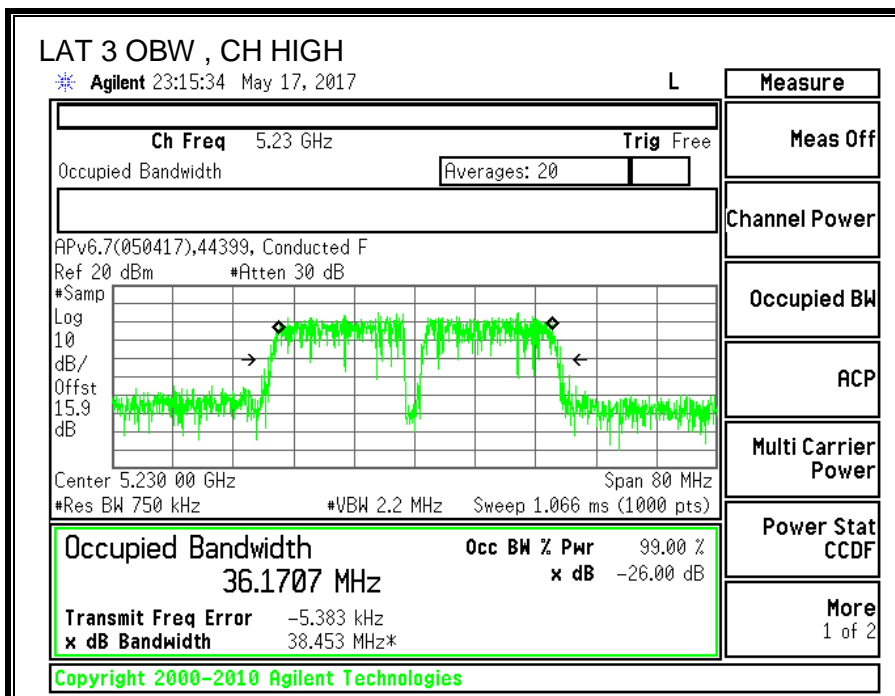 LAT 3 OBW , CH HIGH
Agilent 23:15:34 May 17, 2017 L
Measure
Ch Freq 5.23 GHz Trig Free
Occupied Bandwidth Averages: 20
APv6.7(050417),44399, Conducted F
Ref 20 dBm #Atten 30 dB
#Samp
Log
10
dB/
Offst
15.9
dB
Center 5.230 00 GHz Span 80 MHz
#Res BW 750 kHz #VBW 2.2 MHz Sweep 1.066 ms (1000 pts)
Occupied Bandwidth Occ BW % Pwr 99.00 %
36.1707 MHz x dB -26.00 dB
Transmit Freq Error -5.383 kHz
x dB Bandwidth 38.453 MHz*
Meas Off
Channel Power
Occupied BW
ACP
Multi Carrier
Power
Power Stat
CCDF
More
1 of 2
Copyright 2000-2010 Agilent Technologies